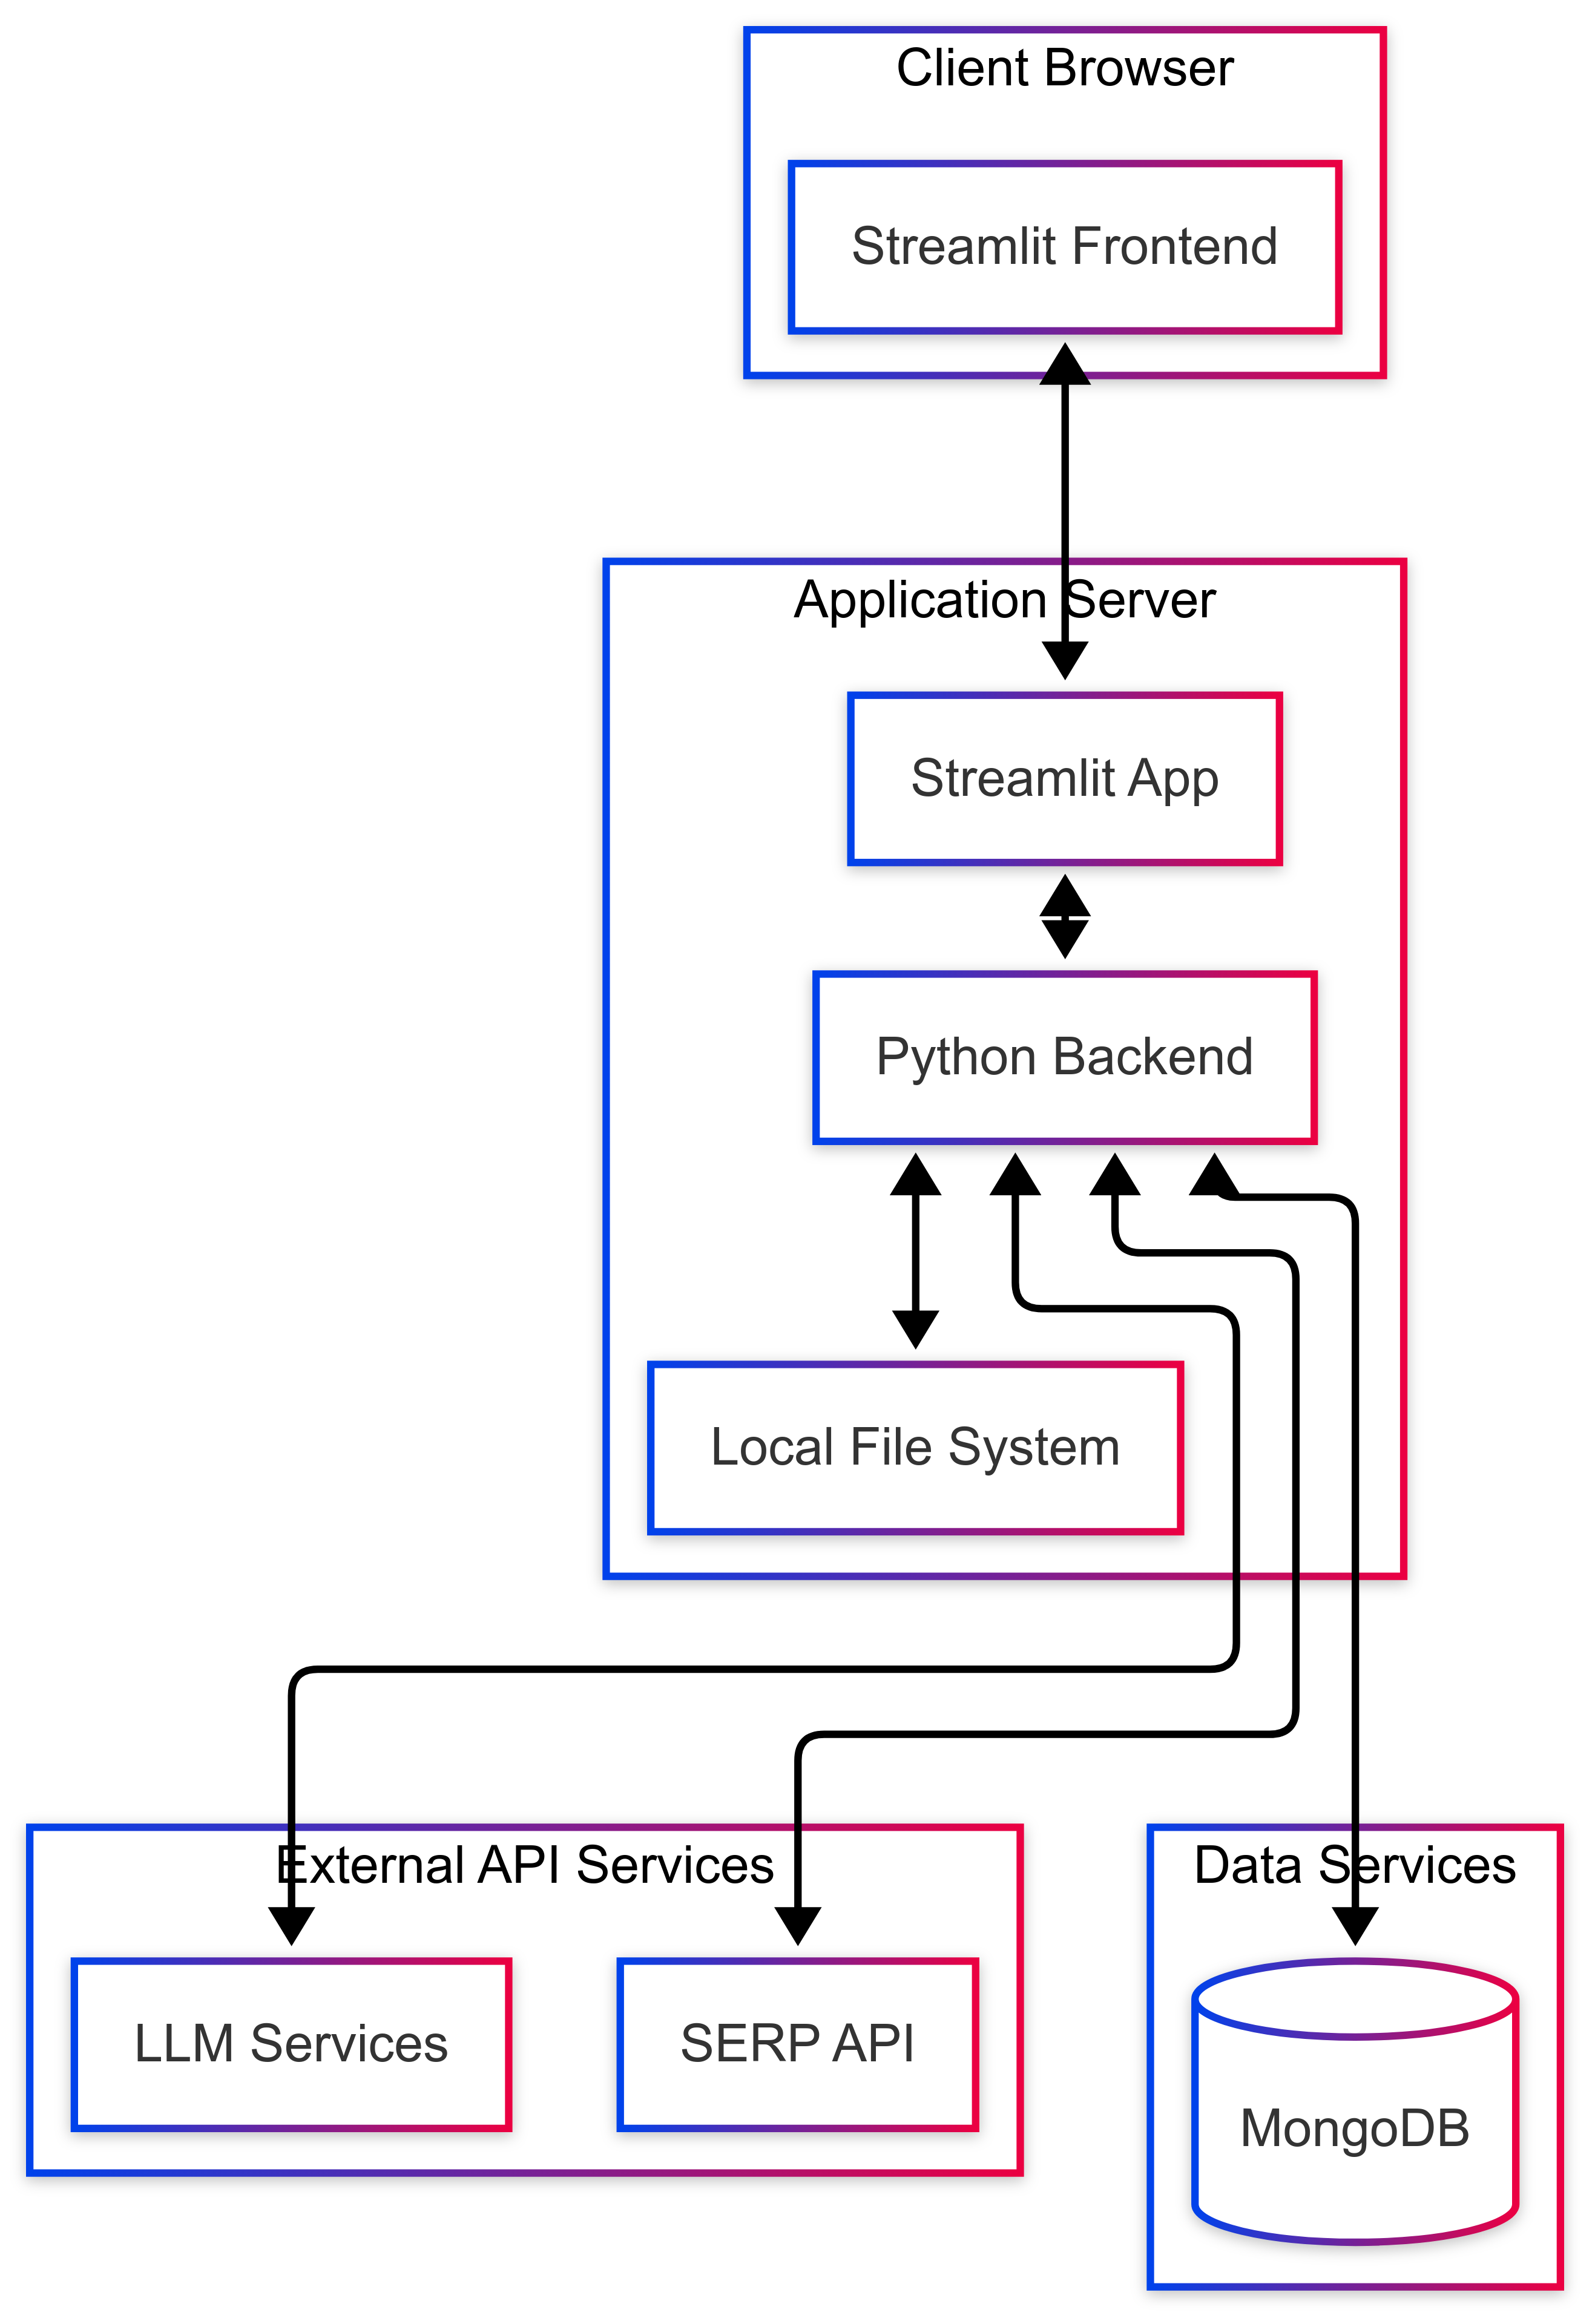 Client Browser
Streamlit Frontend
Application Server
Streamlit App
Python Backend
Local File System
External API Services
Data Services
LLM Services
SERP API
MongoDB